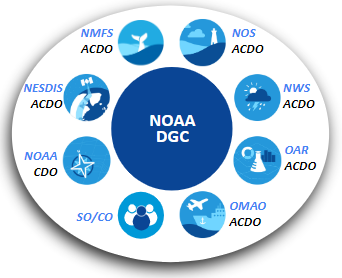 NMFS
ACDO
NOS
ACDO
NESDIS
ACDO
NWS
ACDO
NOAA
DGC
NOAA
CDO
OAR
ACDO
SO/CO
OMAO
ACDO